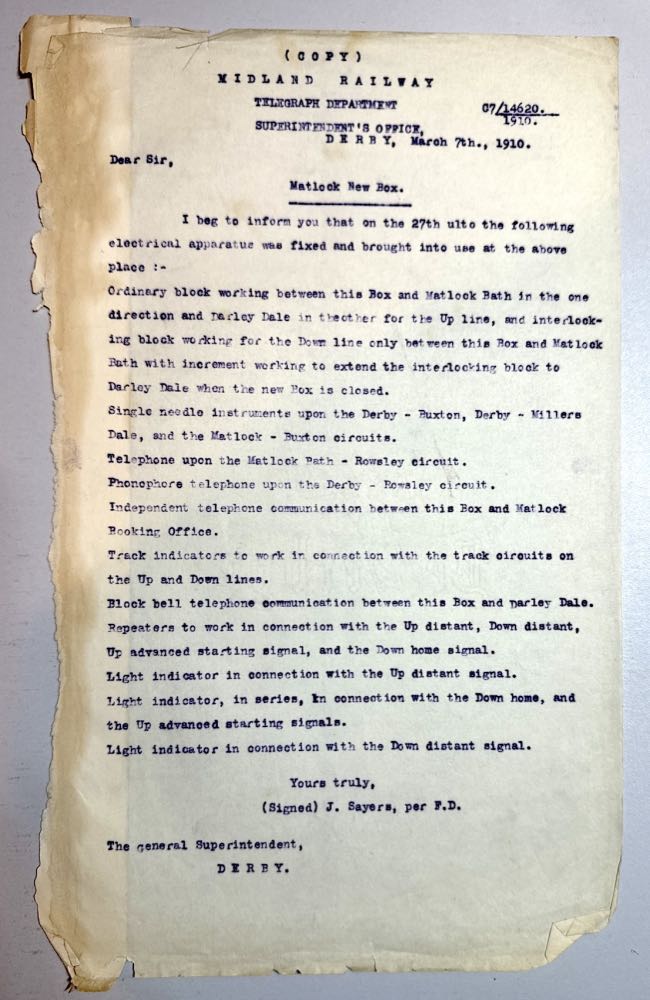 (COPY)
MIDLAND RAILWAY
TELEGRAPH DEPARTMENT
G7/14620.
1910.
SUPERINTENDENT'S OFFICE,
DERBY, March 7th., 1910.
Dear Sir,
Matlock New Box.
I beg to inform you that on the 27th ulto the following
electrical apparatus was fixed and brought into use at the above
place :-
Ordinary block working between this Box and Matlock Bath in the one
direction and Darley Dale in theother for the Up line, and interlock-
ing block working for the Down line only between this Box and Matlock
Bath with increment working to extend the interlocking block to
Darley Dale when the new Box is closed.
Single needle instruments upon the Derby - Buxton, Derby - Millers
Dale, and the Matlock - Buxton circuits.
Telephone upon the Matlock Bath - Rowsley circuit.
Phonophore telephone upon the Derby - Rowsley circuit.
Independent telephone communication between this Box and Matlock
Booking Office.
Track indicators to work in connection with the track circuits on
the Up and Down lines.
Block bell telephone communication between this Box and Darley Dale.
Repeaters to work in connection with the Up distant, Down distant,
Up advanced starting signal, and the Down home signal.
Light indicator in connection with the Up distant signal.
Light indicator, in series, in connection with the Down home, and
the Up advanced starting signals.
Light indicator in connection with the Down distant signal.
Yours truly,
(Signed) J. Sayers, per F.D.
The general Superintendent,
DERBY.